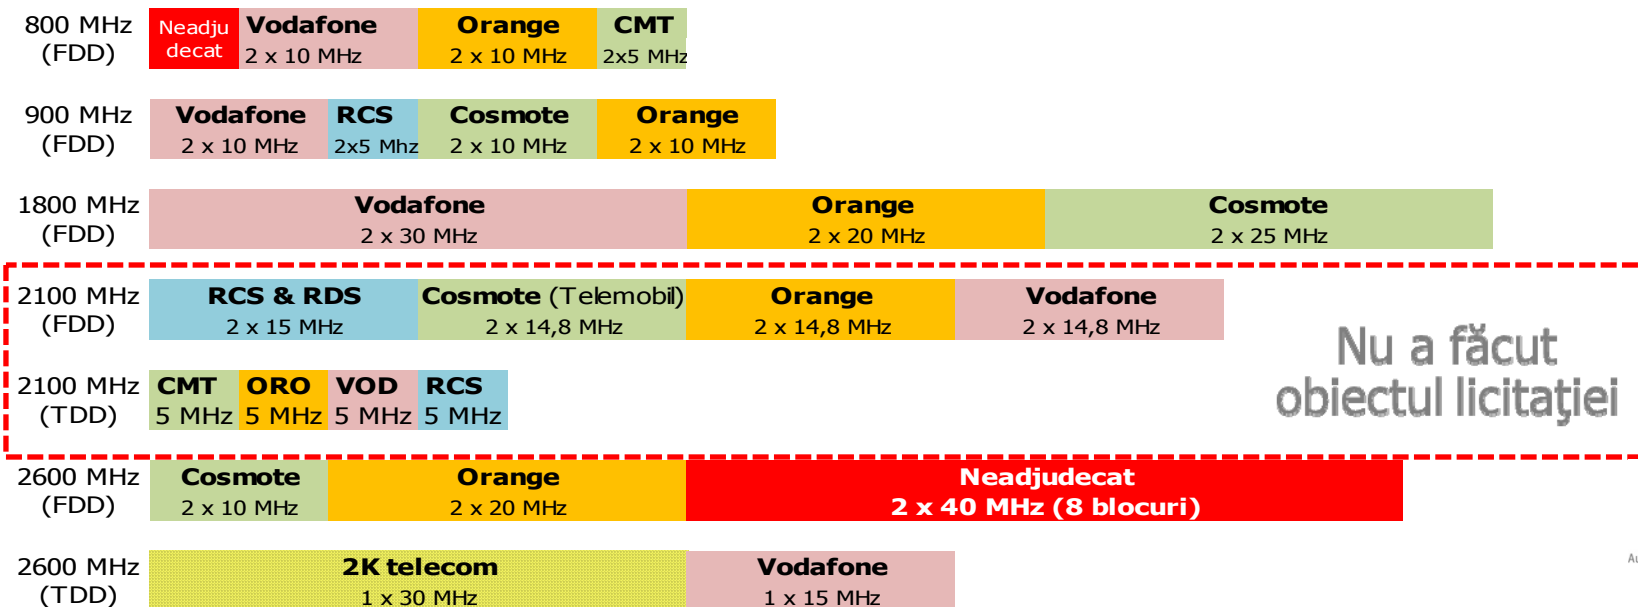 800 MHz (FDD)
Neadju decat
Vodafone 2 x 10 MHz
Orange 2 x 10 MHz
CMT 2x5 MHz
900 MHz (FDD)
Vodafone 2 x 10 MHz
RCS 2x5 Mhz
Cosmote 2 x 10 MHz
Orange 2 x 10 MHz
1800 MHz (FDD)
Vodafone 2 x 30 MHz
Orange 2 x 20 MHz
Cosmote 2 x 25 MHz
2100 MHz (FDD)
RCS & RDS 2 x 15 MHz
Cosmote (Telemobil) 2 x 14,8 MHz
Orange 2 x 14,8 MHz
Vodafone 2 x 14,8 MHz
Nu a făcut
obiectul licitaţiei
2100 MHz (TDD)
CMT 5 MHz
ORO 5 MHz
VOD 5 MHz
RCS 5 MHz
2600 MHz (FDD)
Cosmote 2 x 10 MHz
Orange 2 x 20 MHz
Neadjudecat
2 x 40 MHz (8 blocuri)
2600 MHz (TDD)
2K telecom 1 x 30 MHz
Vodafone 1 x 15 MHz